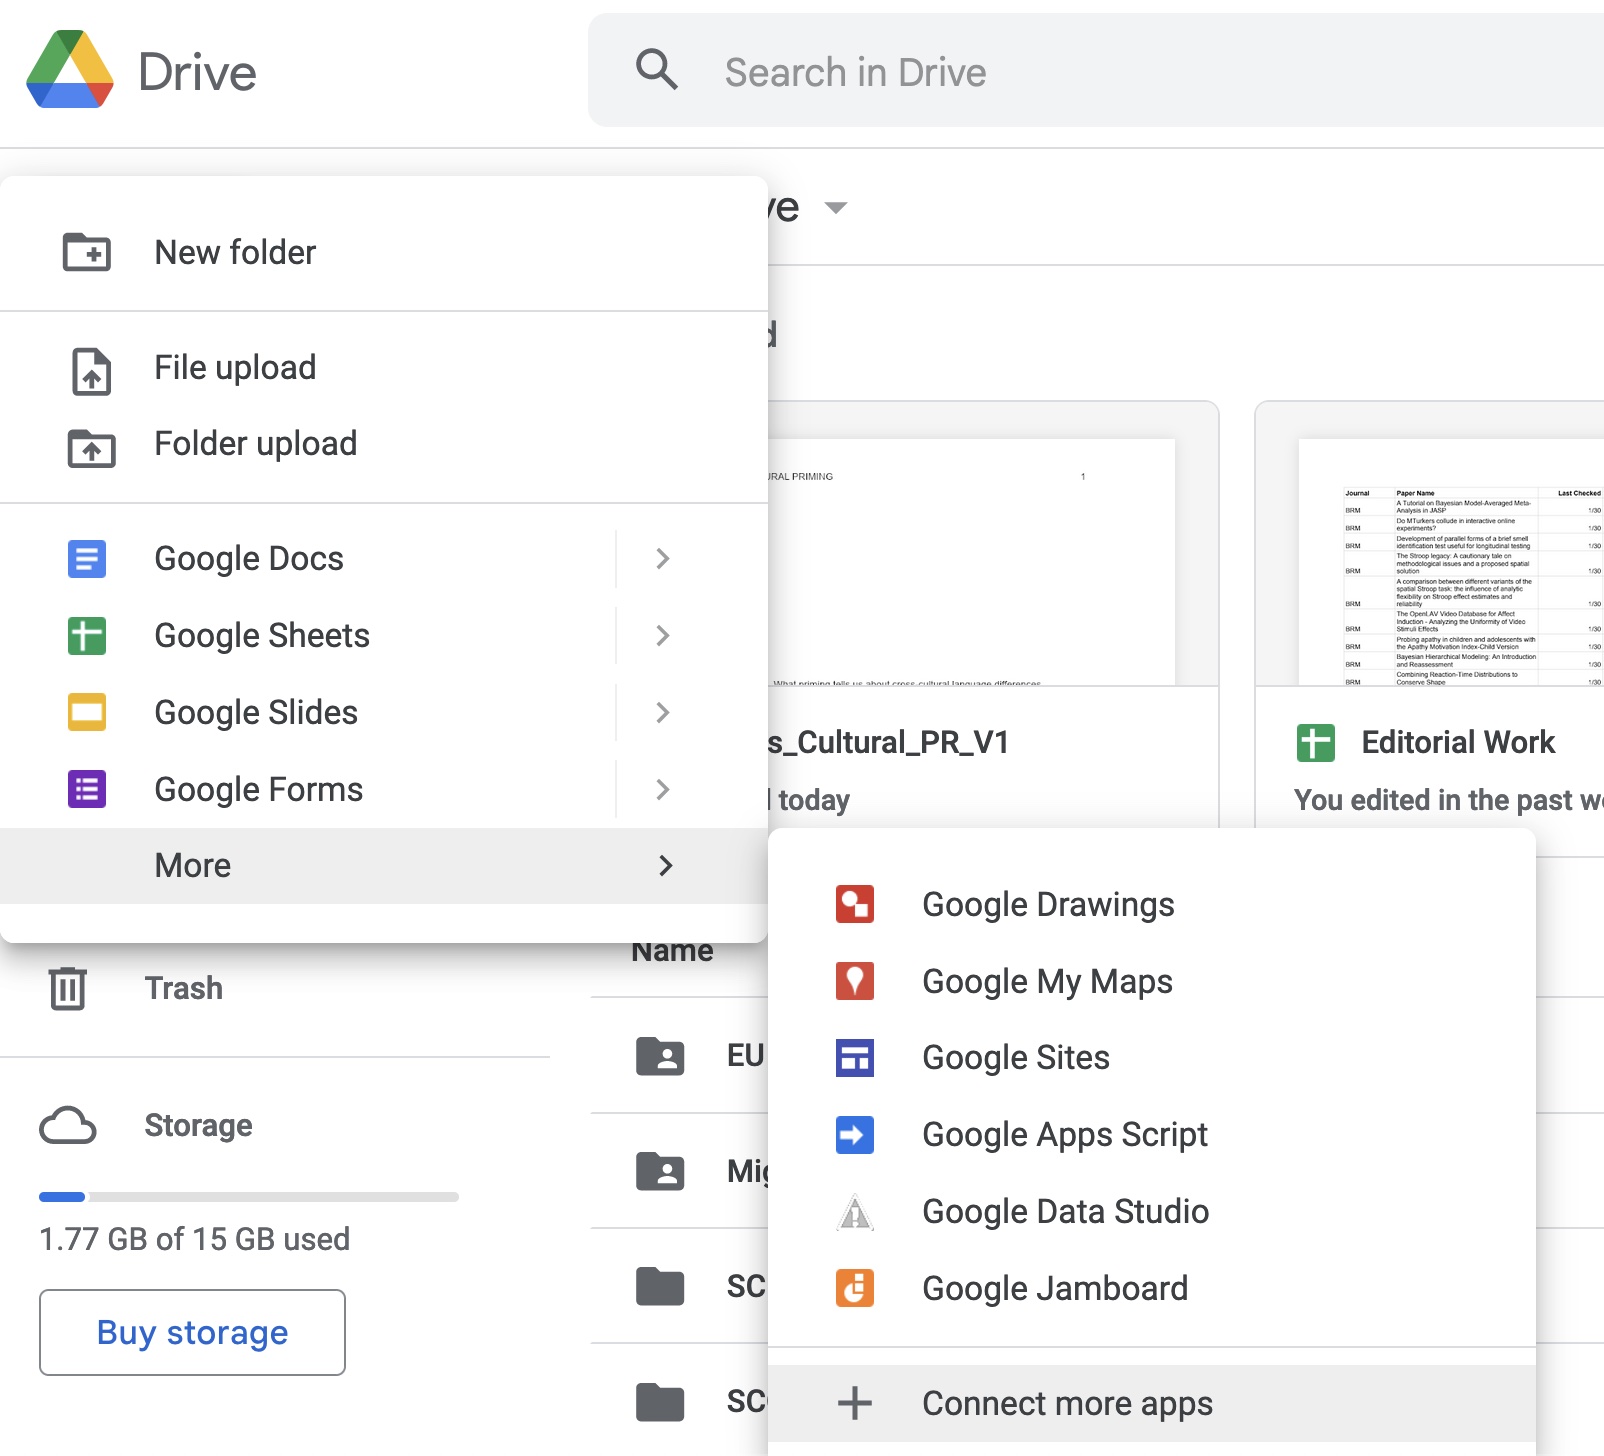 Drive
Search in Drive
New folder
File upload
Folder upload
Google Docs
Google Sheets
Google Slides
Google Forms
More
Trash
Storage
1.77 GB of 15 GB used
Buy storage
URAL PRIMING
1
What priming tells us about cross-cultural language differences
s_Cultural_PR_V1
today
Journal Paper Name Last Checked
BRM A Tutorial on Bayesian Model-Averaged Meta-
Analysis in JASP 1/30
BRM Do MTurkers collude in interactive online
experiments? 1/30
BRM Development of parallel forms of a brief smell
identification test useful for longitudinal testing 1/30
BRM The Stroop legacy: A cautionary tale on
methodological issues and a proposed spatial
solution 1/30
BRM A comparison between different variants of the
spatial Stroop task: the influence of analytic
flexibility on Stroop effect estimates and
reliability 1/30
BRM The OpenLAV Video Database for Affect
Induction - Analyzing the Uniformity of Video
Stimuli Effects 1/30
BRM Probing apathy in children and adolescents with
the Apathy Motivation Index-Child Version 1/30
BRM Bayesian Hierarchical Modeling: An Introduction
and Reassessment 1/30
BRM Combining Reaction-Time Distributions to
Conserve Shape 1/30
Editorial Work
You edited in the past
Name
EU
Mig
SC
SC
Google Drawings
Google My Maps
Google Sites
Google Apps Script
Google Data Studio
Google Jamboard
Connect more apps